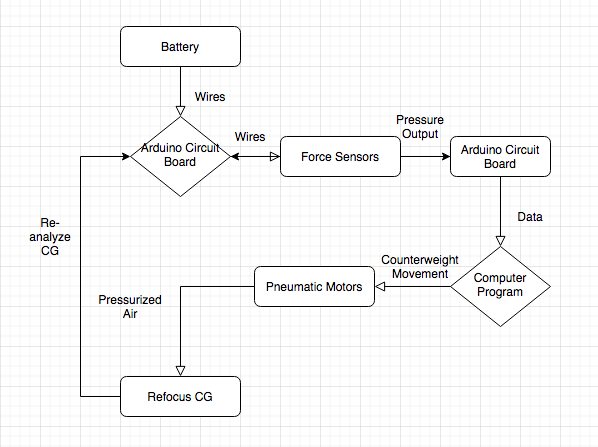 Battery
Wires
Arduino Circuit
Board
Wires
Force Sensors
Pressure
Output
Arduino Circuit
Board
Data
Computer
Program
Counterweight
Movement
Pneumatic Motors
Pressurized
Air
Refocus CG
Re-
analyze
CG